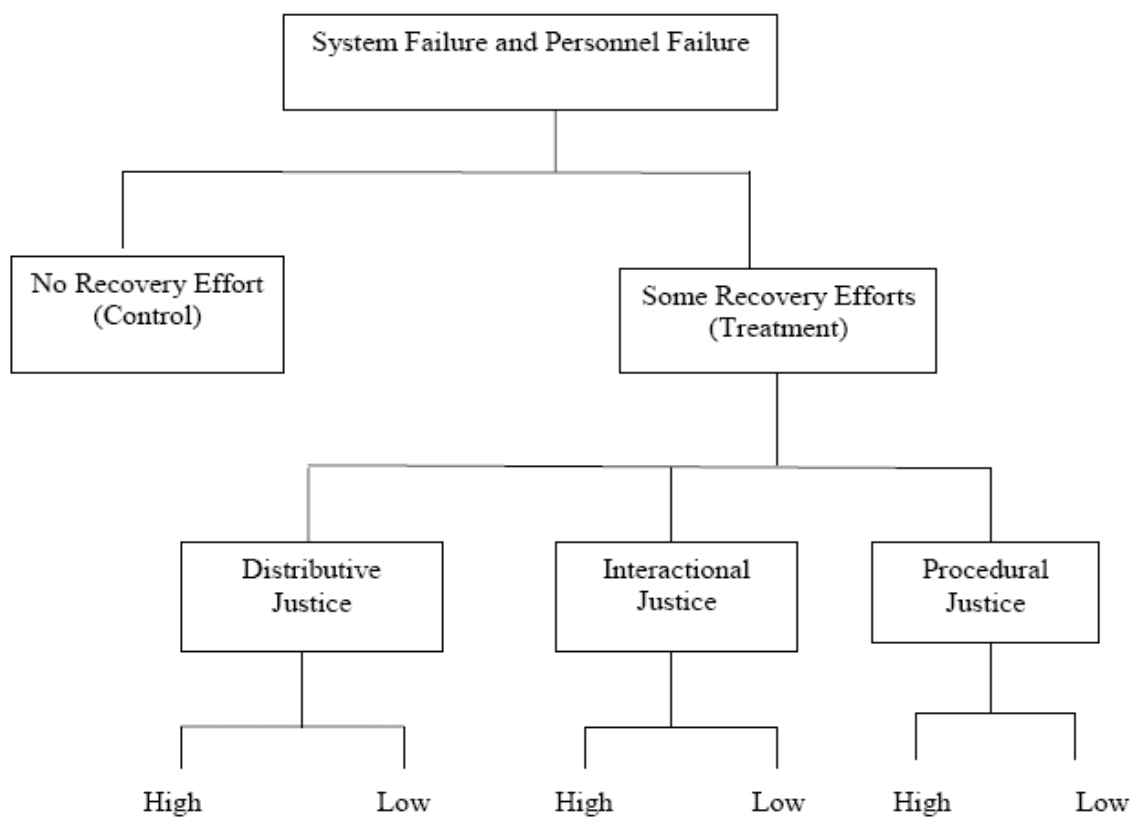 System Failure and Personnel Failure
No Recovery Effort
(Control)
Some Recovery Efforts
(Treatment)
Distributive
Justice
Interactional
Justice
Procedural
Justice
High
Low
High
Low
High
Low